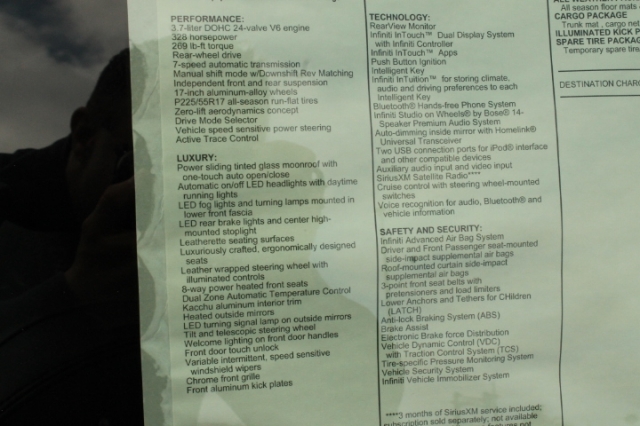 PERFORMANCE:
3.7-liter DOHC 24-valve V6 engine
328 horsepower
269 lb-ft torque
Rear-wheel drive
7-speed automatic transmission
Manual shift mode w/Downshift Rev Matching
Independent front and rear suspension
17-inch aluminum-alloy wheels
P225/55R17 all-season run-flat tires
Zero-lift aerodynamics concept
Drive Mode Selector
Vehicle speed sensitive power steering
Active Trace Control
LUXURY:
Power sliding tinted glass moonroof with
one-touch auto open/close
Automatic on/off LED headlights with daytime
running lights
LED fog lights and turning lamps mounted in
lower front fascia
LED rear brake lights and center high-
mounted stoplight
Leatherette seating surfaces
Luxuriously crafted, ergonomically designed
seats
Leather wrapped steering wheel with
illuminated controls
8-way power heated front seats
Dual Zone Automatic Temperature Control
Kacchu aluminum interior trim
Heated outside mirrors
LED turning signal lamp on outside mirrors
Tilt and telescopic steering wheel
Welcome lighting on front door handles
Front door touch unlock
Variable intermittent, speed sensitive
windshield wipers
Chrome front grille
Front aluminum kick plates
TECHNOLOGY:
RearView Monitor
Infiniti InTouch™ Dual Display System
with Infiniti Controller
Infiniti InTouch™ Apps
Push Button Ignition
Intelligent Key
Infiniti InTuition™ for storing climate,
audio and driving preferences to each
Intelligent Key
Bluetooth® Hands-free Phone System
Infiniti Studio on Wheels® by Bose® 14-
Speaker Premium Audio System
Auto-dimming inside mirror with Homelink®
Universal Transceiver
Two USB connection ports for iPod® interface
and other compatible devices
Auxiliary audio input and video input
SiriusXM Satellite Radio****
Cruise control with steering wheel-mounted
switches
Voice recognition for audio, Bluetooth® and
vehicle information
SAFETY AND SECURITY:
Infiniti Advanced Air Bag System
Driver and Front Passenger seat-mounted
side-impact supplemental air bags
Roof-mounted curtain side-impact
supplemental air bags
3-point front seat belts with
pretensioners and load limiters
Lower Anchors and Tethers for CHildren
(LATCH)
Anti-lock Braking System (ABS)
Brake Assist
Electronic Brake force Distribution
Vehicle Dynamic Control (VDC)
with Traction Control System (TCS)
Tire-specific Pressure Monitoring System
Vehicle Security System
Infiniti Vehicle Immobilizer System
****3 months of SiriusXM service included;
subscription sold separately; not available
All season floor mats
CARGO PACKAGE
Trunk mat, cargo net
ILLUMINATED KICK P
SPARE TIRE PACKAG
Temporary spare tire
DESTINATION CHARG